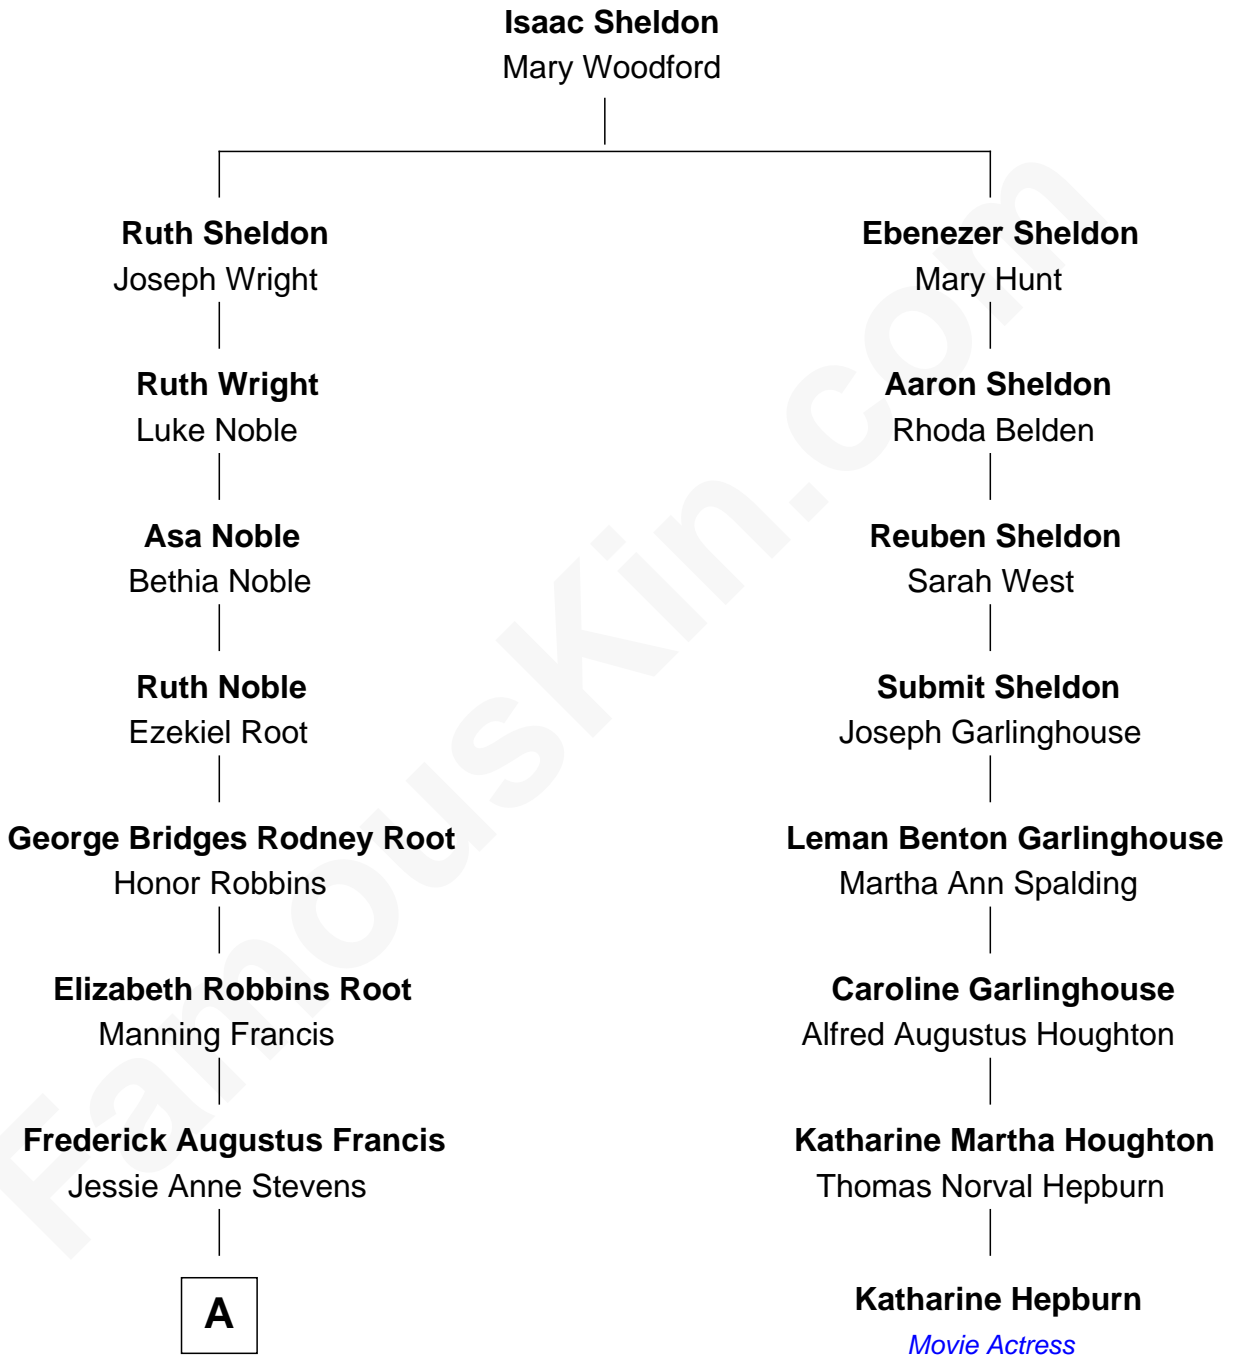 Isaac Sheldon
Mary Woodford
Ruth Sheldon
Joseph Wright
Ruth Wright
Luke Noble
Asa Noble
Bethia Noble
Ruth Noble
Ezekiel Root
George Bridges Rodney Root
Honor Robbins
Elizabeth Robbins Root
Manning Francis
Frederick Augustus Francis
Jessie Anne Stevens
A
Ebenezer Sheldon
Mary Hunt
Aaron Sheldon
Rhoda Belden
Reuben Sheldon
Sarah West
Submit Sheldon
Joseph Garlinghouse
Leman Benton Garlinghouse
Martha Ann Spalding
Caroline Garlinghouse
Alfred Augustus Houghton
Katharine Martha Houghton
Thomas Norval Hepburn
Katharine Hepburn
Movie Actress
FamousKin.com